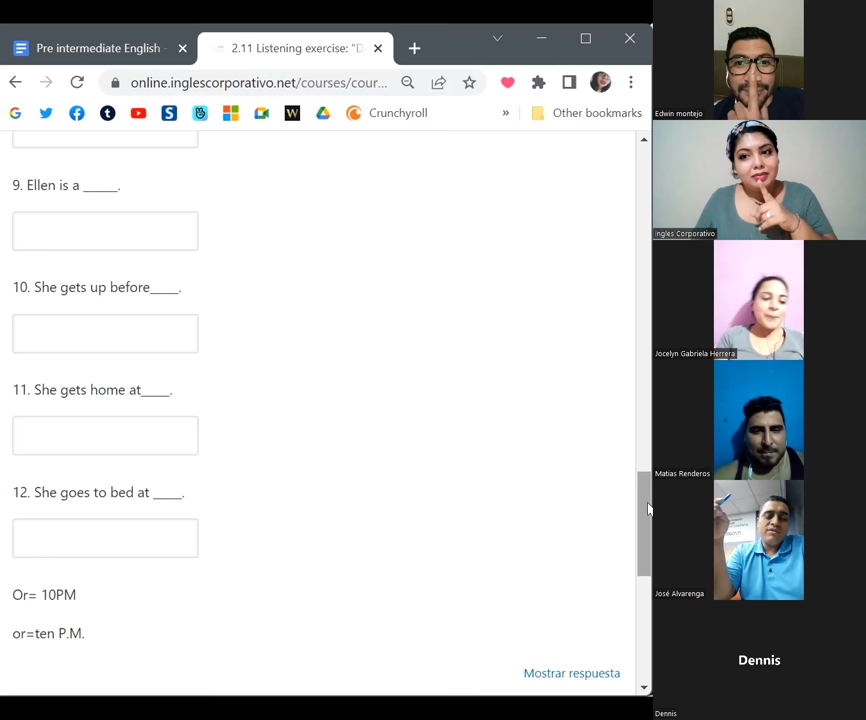 Pre intermediate English -
2.11 Listening exercise: "D
online.inglescorporativo.net/courses/cour...
Crunchyroll
»
Other bookmarks
9. Ellen is a _____.
10. She gets up before____.
11. She gets home at____.
12. She goes to bed at ____.
Or= 10PM
or=ten P.M.
Mostrar respuesta
Edwin montejo
Ingles Corporativo
Jocelyn Gabriela Herrera
Matias Renderos
José Alvarenga
Dennis
Dennis